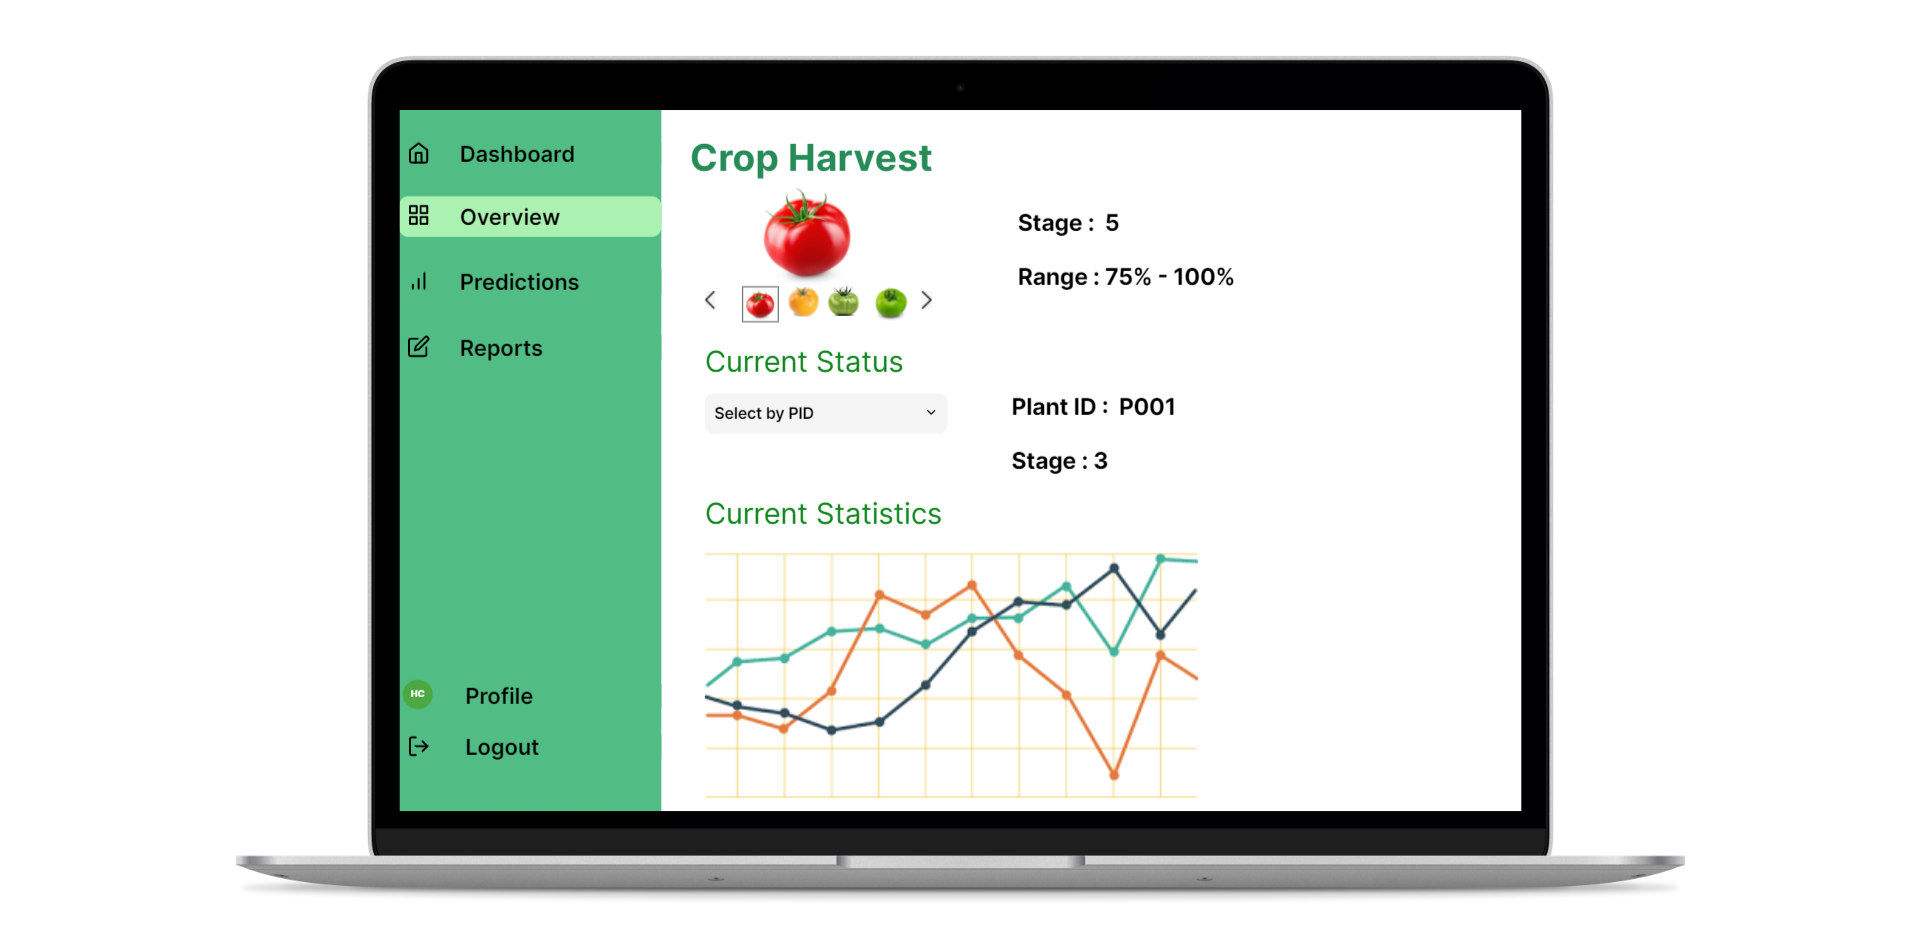 Dashboard
Overview
Predictions
Reports
HC
Profile
Logout
Crop Harvest
Stage : 5
Range : 75% - 100%
Current Status
Select by PID
Plant ID : P001
Stage : 3
Current Statistics